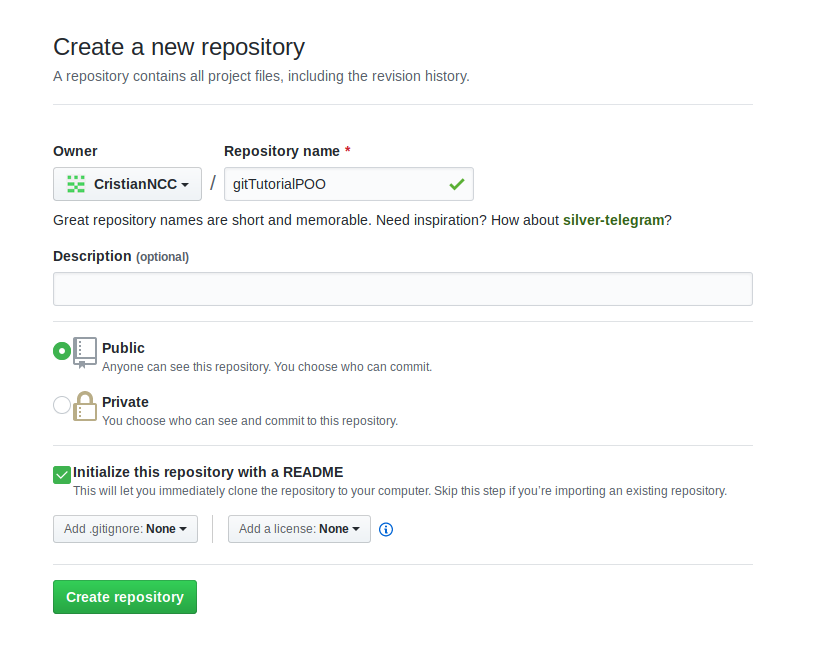 Create a new repository
A repository contains all project files, including the revision history.
Owner
Repository name *
CristianNCC / gitTutorialPOO
Great repository names are short and memorable. Need inspiration? How about silver-telegram?
Description (optional)
Public
Anyone can see this repository. You choose who can commit.
Private
You choose who can see and commit to this repository.
Initialize this repository with a README
This will let you immediately clone the repository to your computer. Skip this step if you’re importing an existing repository.
Add .gitignore: None
Add a license: None
Create repository